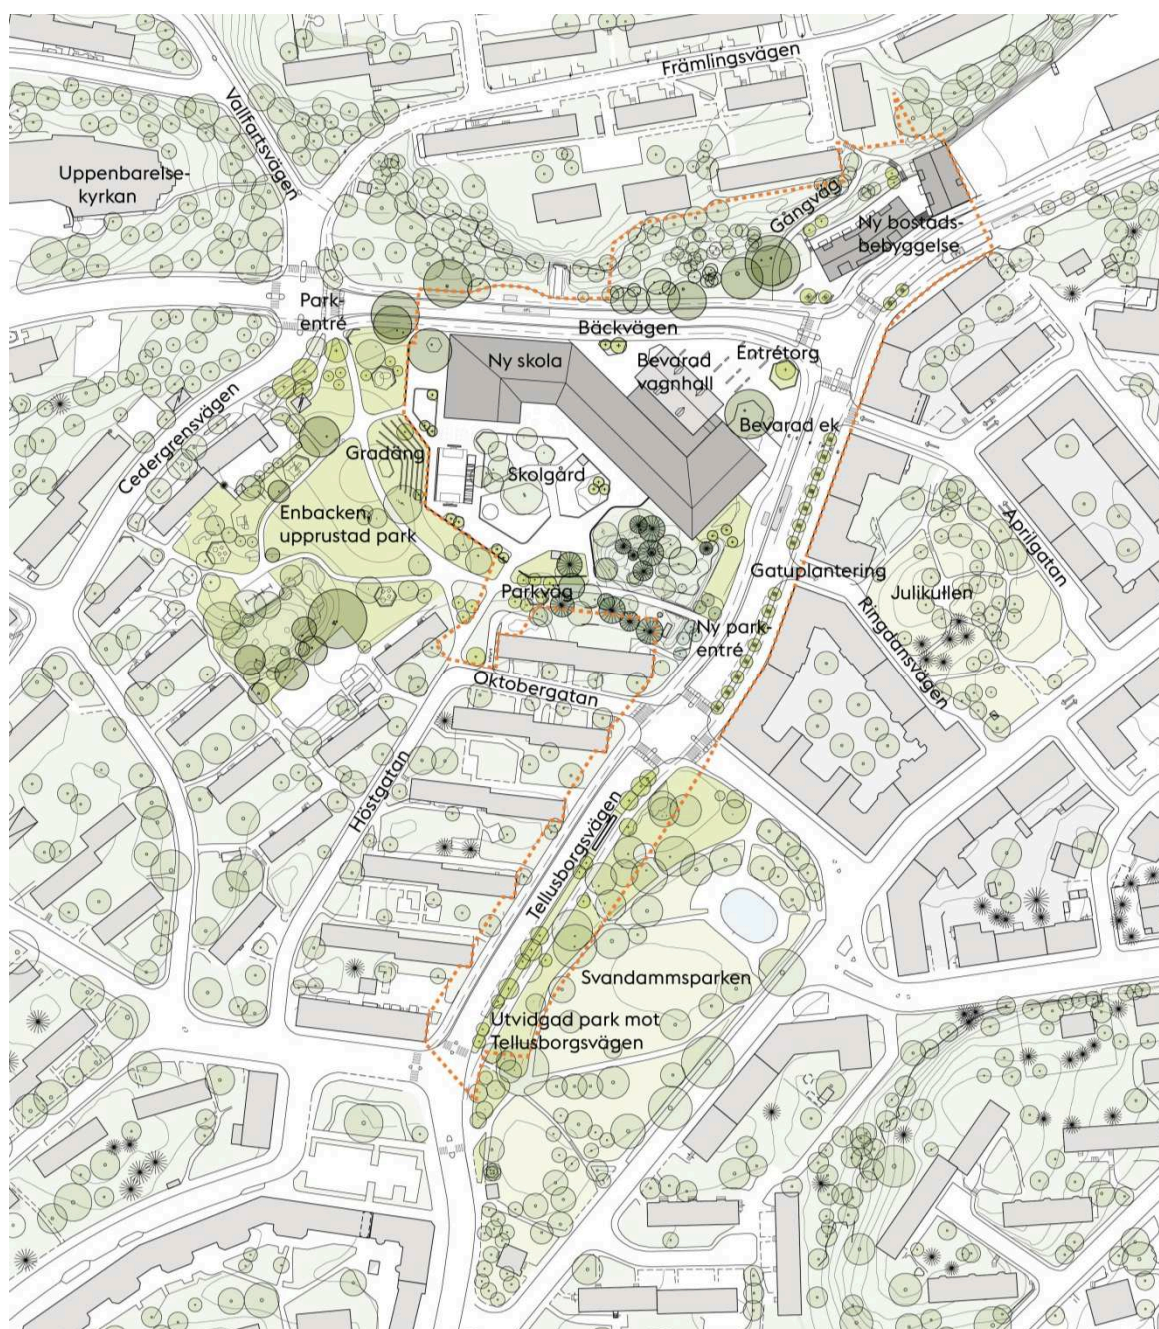 Främlingsvägen
Vallfartsvägen
Uppenbarelse-
kyrkan
Gångväg
Ny bostads-
bebyggelse
Park-
entré
Bäckvägen
Ny skola
Bevarad
vagnhall
Entrétorg
Cedergrensvägen
Gradäng
Bevarad ek
Skolgård
Enbacken,
upprustad park
Aprilgatan
Gatuplantering
Julikullen
Parkväg
Ringdansvägen
Ny park-
entré
Oktobergatan
Höstgatan
Tellusborgsvägen
Svandammsparken
Utvidgad park mot
Tellusborgsvägen